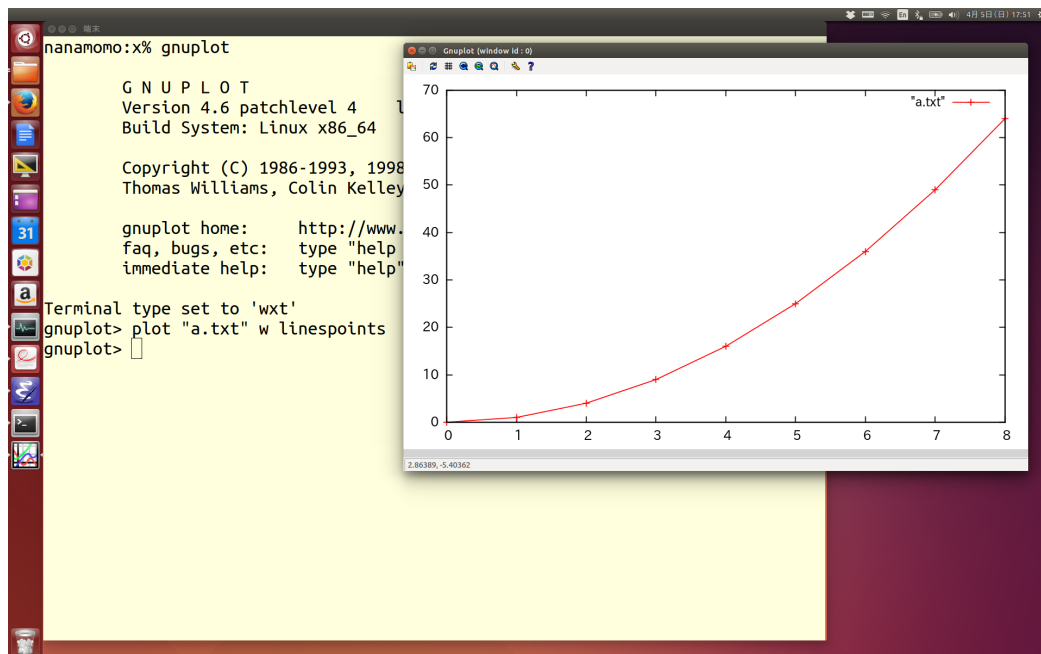 En
4月 5日(日) 17:51
端末
nanamomo:x% gnuplot
G N U P L O T
Version 4.6 patchlevel 4 l
Build System: Linux x86_64
Copyright (C) 1986-1993, 1998
Thomas Williams, Colin Kelley
gnuplot home: http://www.
faq, bugs, etc: type "help
immediate help: type "help"
Terminal type set to 'wxt'
gnuplot> plot "a.txt" w linespoints
gnuplot>
31
a
>_
Gnuplot (window id : 0)
?
"a.txt"
70
60
50
40
30
20
10
0
0 1 2 3 4 5 6 7 8
2.86389, -5.40362